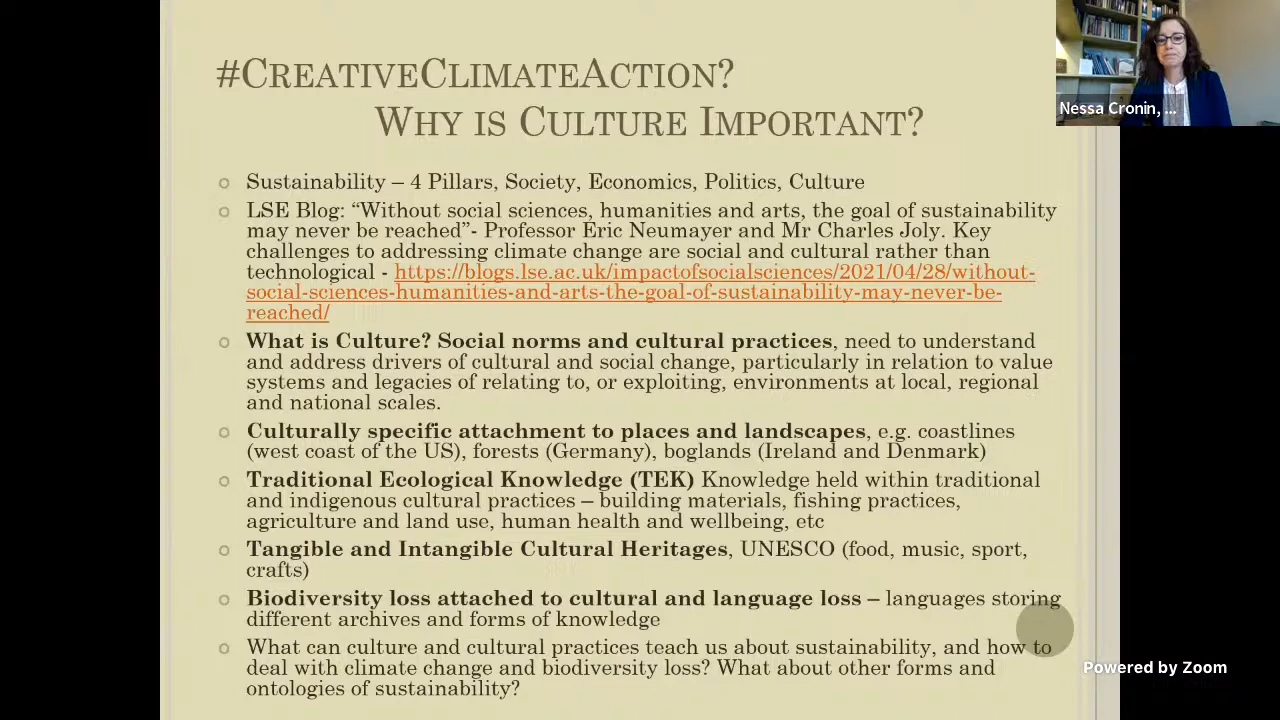 #CREATIVECLIMATEACTION?
WHY IS CULTURE IMPORTANT?
Nessa Cronin, ...
Sustainability – 4 Pillars, Society, Economics, Politics, Culture
LSE Blog: “Without social sciences, humanities and arts, the goal of sustainability
may never be reached”- Professor Eric Neumayer and Mr Charles Joly. Key
challenges to addressing climate change are social and cultural rather than
technological - https://blogs.lse.ac.uk/impactofsocialsciences/2021/04/28/without-
social-sciences-humanities-and-arts-the-goal-of-sustainability-may-never-be-
reached/
What is Culture? Social norms and cultural practices, need to understand
and address drivers of cultural and social change, particularly in relation to value
systems and legacies of relating to, or exploiting, environments at local, regional
and national scales.
Culturally specific attachment to places and landscapes, e.g. coastlines
(west coast of the US), forests (Germany), boglands (Ireland and Denmark)
Traditional Ecological Knowledge (TEK) Knowledge held within traditional
and indigenous cultural practices – building materials, fishing practices,
agriculture and land use, human health and wellbeing, etc
Tangible and Intangible Cultural Heritages, UNESCO (food, music, sport,
crafts)
Biodiversity loss attached to cultural and language loss – languages storing
different archives and forms of knowledge
What can culture and cultural practices teach us about sustainability, and how to
deal with climate change and biodiversity loss? What about other forms and
ontologies of sustainability?
Powered by Zoom